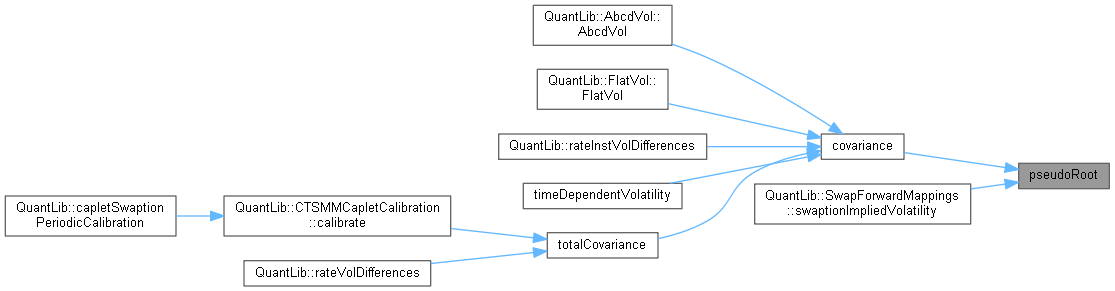 QuantLib::AbcdVol::
AbcdVol
QuantLib::FlatVol::
FlatVol
QuantLib::rateInstVolDifferences
covariance
pseudoRoot
timeDependentVolatility
QuantLib::SwapForwardMappings
::swaptionImpliedVolatility
QuantLib::capletSwaption
PeriodicCalibration
QuantLib::CTSMMCapletCalibration
::calibrate
totalCovariance
QuantLib::rateVolDifferences